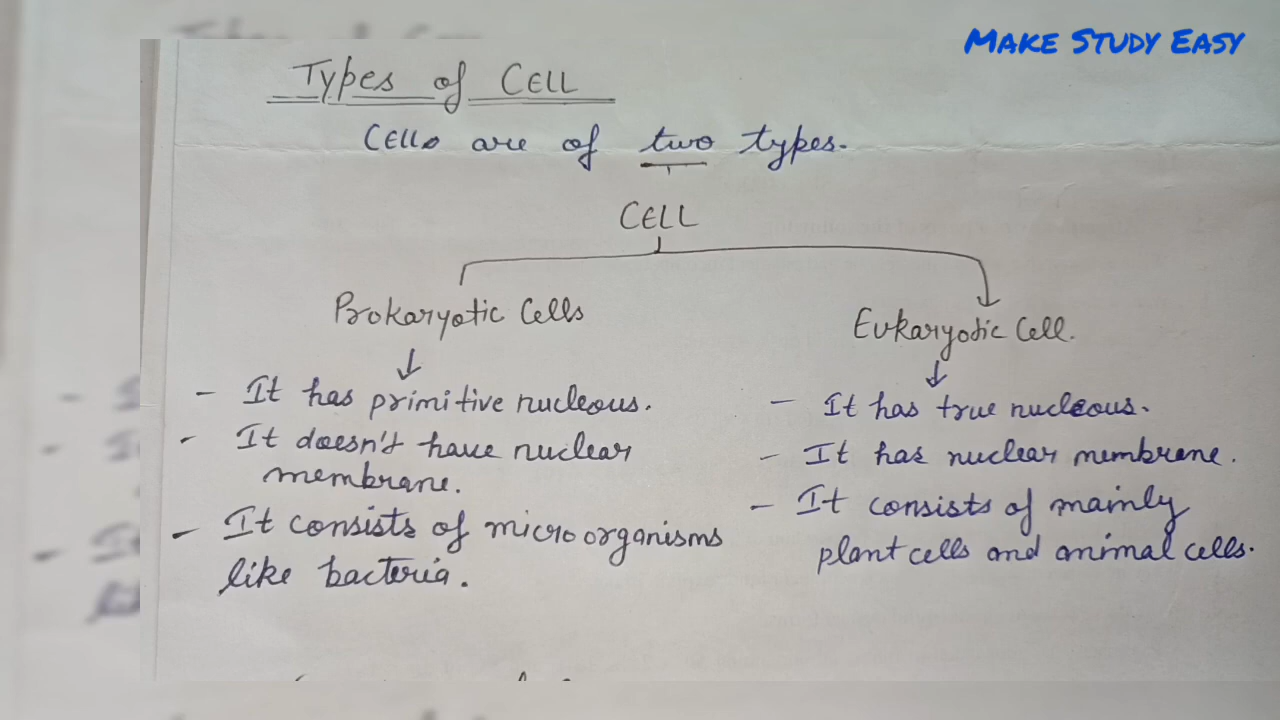 MAKE STUDY EASY
Types of CELL
CELLs are of two types.
CELL
Prokaryotic Cells
- It has primitive nucleous.
- It doesn't have nuclear
membrane.
- It consists of microorganisms
like bacteria.
Eukaryotic Cell.
- It has true nucleous.
- It has nuclear membrane.
- It consists of mainly
plant cells and animal cells.